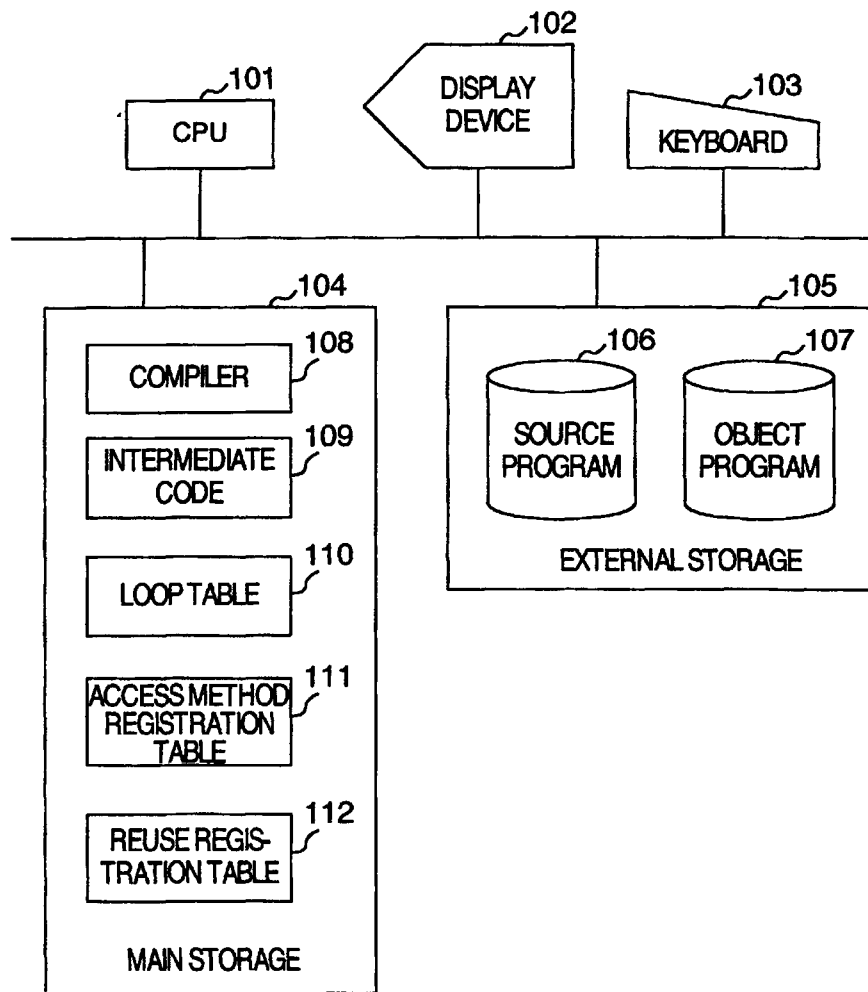 102
101
103
CPU
DISPLAY
DEVICE
KEYBOARD
104
105
108
COMPILER
109
INTERMEDIATE
CODE
110
LOOP TABLE
111
ACCESS METHOD
REGISTRATION
TABLE
112
REUSE REGIS-
TRATION TABLE
MAIN STORAGE
106
107
SOURCE
PROGRAM
OBJECT
PROGRAM
EXTERNAL STORAGE